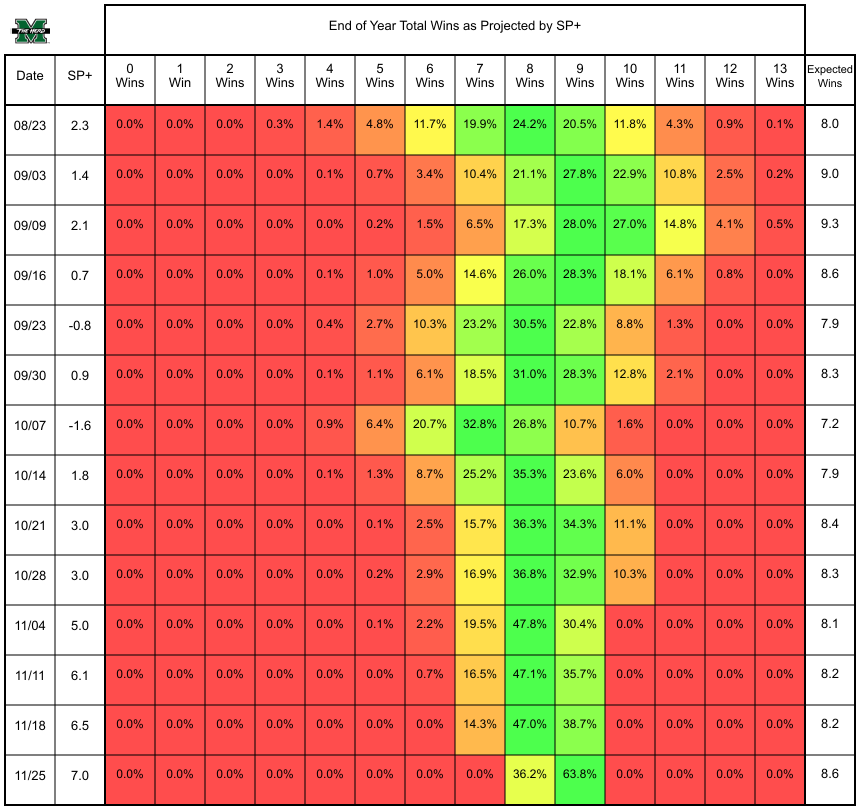 THE HERD
End of Year Total Wins as Projected by SP+
Date SP+ 0 Wins 1 Win 2 Wins 3 Wins 4 Wins 5 Wins 6 Wins 7 Wins 8 Wins 9 Wins 10 Wins 11 Wins 12 Wins 13 Wins Expected Wins
08/23 2.3 0.0% 0.0% 0.0% 0.3% 1.4% 4.8% 11.7% 19.9% 24.2% 20.5% 11.8% 4.3% 0.9% 0.1% 8.0
09/03 1.4 0.0% 0.0% 0.0% 0.0% 0.1% 0.7% 3.4% 10.4% 21.1% 27.8% 22.9% 10.8% 2.5% 0.2% 9.0
09/09 2.1 0.0% 0.0% 0.0% 0.0% 0.0% 0.2% 1.5% 6.5% 17.3% 28.0% 27.0% 14.8% 4.1% 0.5% 9.3
09/16 0.7 0.0% 0.0% 0.0% 0.0% 0.1% 1.0% 5.0% 14.6% 26.0% 28.3% 18.1% 6.1% 0.8% 0.0% 8.6
09/23 -0.8 0.0% 0.0% 0.0% 0.0% 0.4% 2.7% 10.3% 23.2% 30.5% 22.8% 8.8% 1.3% 0.0% 0.0% 7.9
09/30 0.9 0.0% 0.0% 0.0% 0.0% 0.1% 1.1% 6.1% 18.5% 31.0% 28.3% 12.8% 2.1% 0.0% 0.0% 8.3
10/07 -1.6 0.0% 0.0% 0.0% 0.0% 0.9% 6.4% 20.7% 32.8% 26.8% 10.7% 1.6% 0.0% 0.0% 0.0% 7.2
10/14 1.8 0.0% 0.0% 0.0% 0.0% 0.1% 1.3% 8.7% 25.2% 35.3% 23.6% 6.0% 0.0% 0.0% 0.0% 7.9
10/21 3.0 0.0% 0.0% 0.0% 0.0% 0.0% 0.1% 2.5% 15.7% 36.3% 34.3% 11.1% 0.0% 0.0% 0.0% 8.4
10/28 3.0 0.0% 0.0% 0.0% 0.0% 0.0% 0.2% 2.9% 16.9% 36.8% 32.9% 10.3% 0.0% 0.0% 0.0% 8.3
11/04 5.0 0.0% 0.0% 0.0% 0.0% 0.0% 0.1% 2.2% 19.5% 47.8% 30.4% 0.0% 0.0% 0.0% 0.0% 8.1
11/11 6.1 0.0% 0.0% 0.0% 0.0% 0.0% 0.0% 0.7% 16.5% 47.1% 35.7% 0.0% 0.0% 0.0% 0.0% 8.2
11/18 6.5 0.0% 0.0% 0.0% 0.0% 0.0% 0.0% 0.0% 14.3% 47.0% 38.7% 0.0% 0.0% 0.0% 0.0% 8.2
11/25 7.0 0.0% 0.0% 0.0% 0.0% 0.0% 0.0% 0.0% 0.0% 36.2% 63.8% 0.0% 0.0% 0.0% 0.0% 8.6